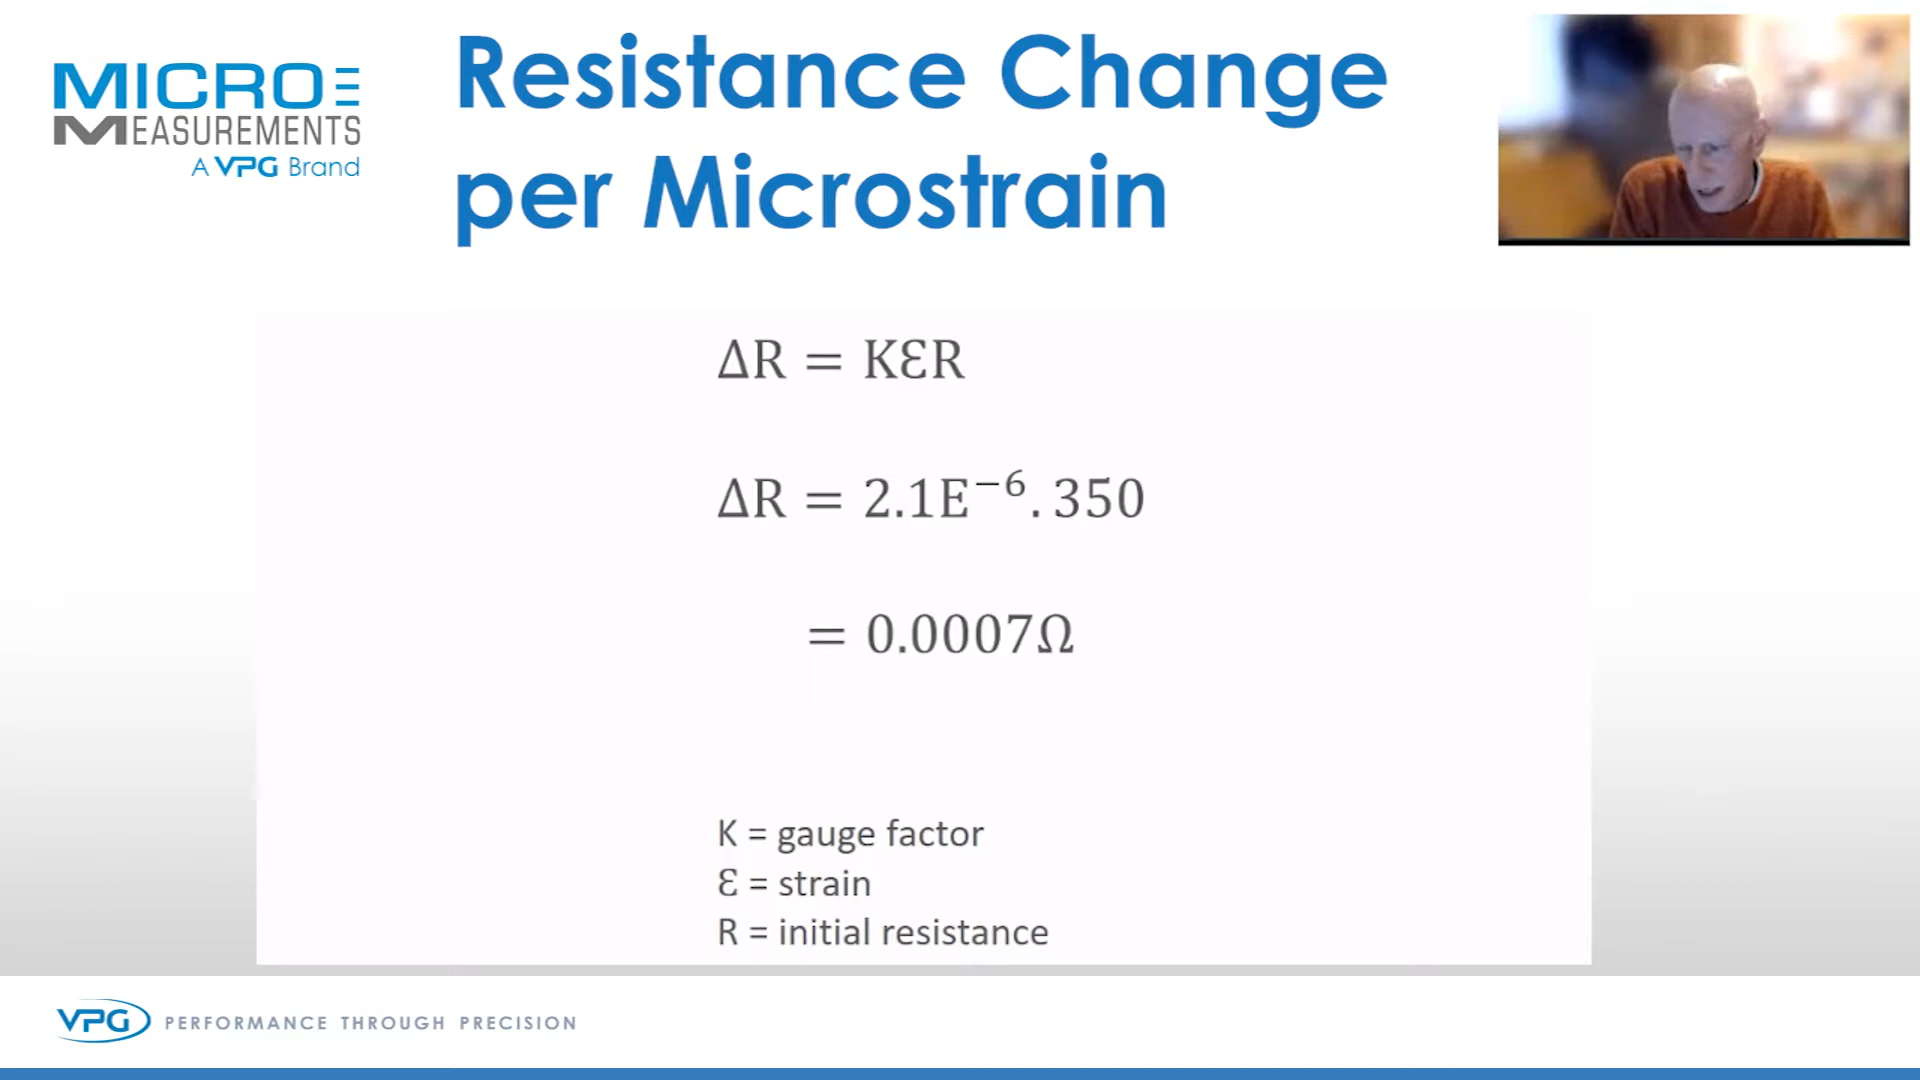 MICRO
MEASUREMENTS
A VPG Brand
Resistance Change
per Microstrain
ΔR = KƐR
ΔR = 2.1E⁻⁶. 350
= 0.0007Ω
K = gauge factor
Ɛ = strain
R = initial resistance
VPG PERFORMANCE THROUGH PRECISION